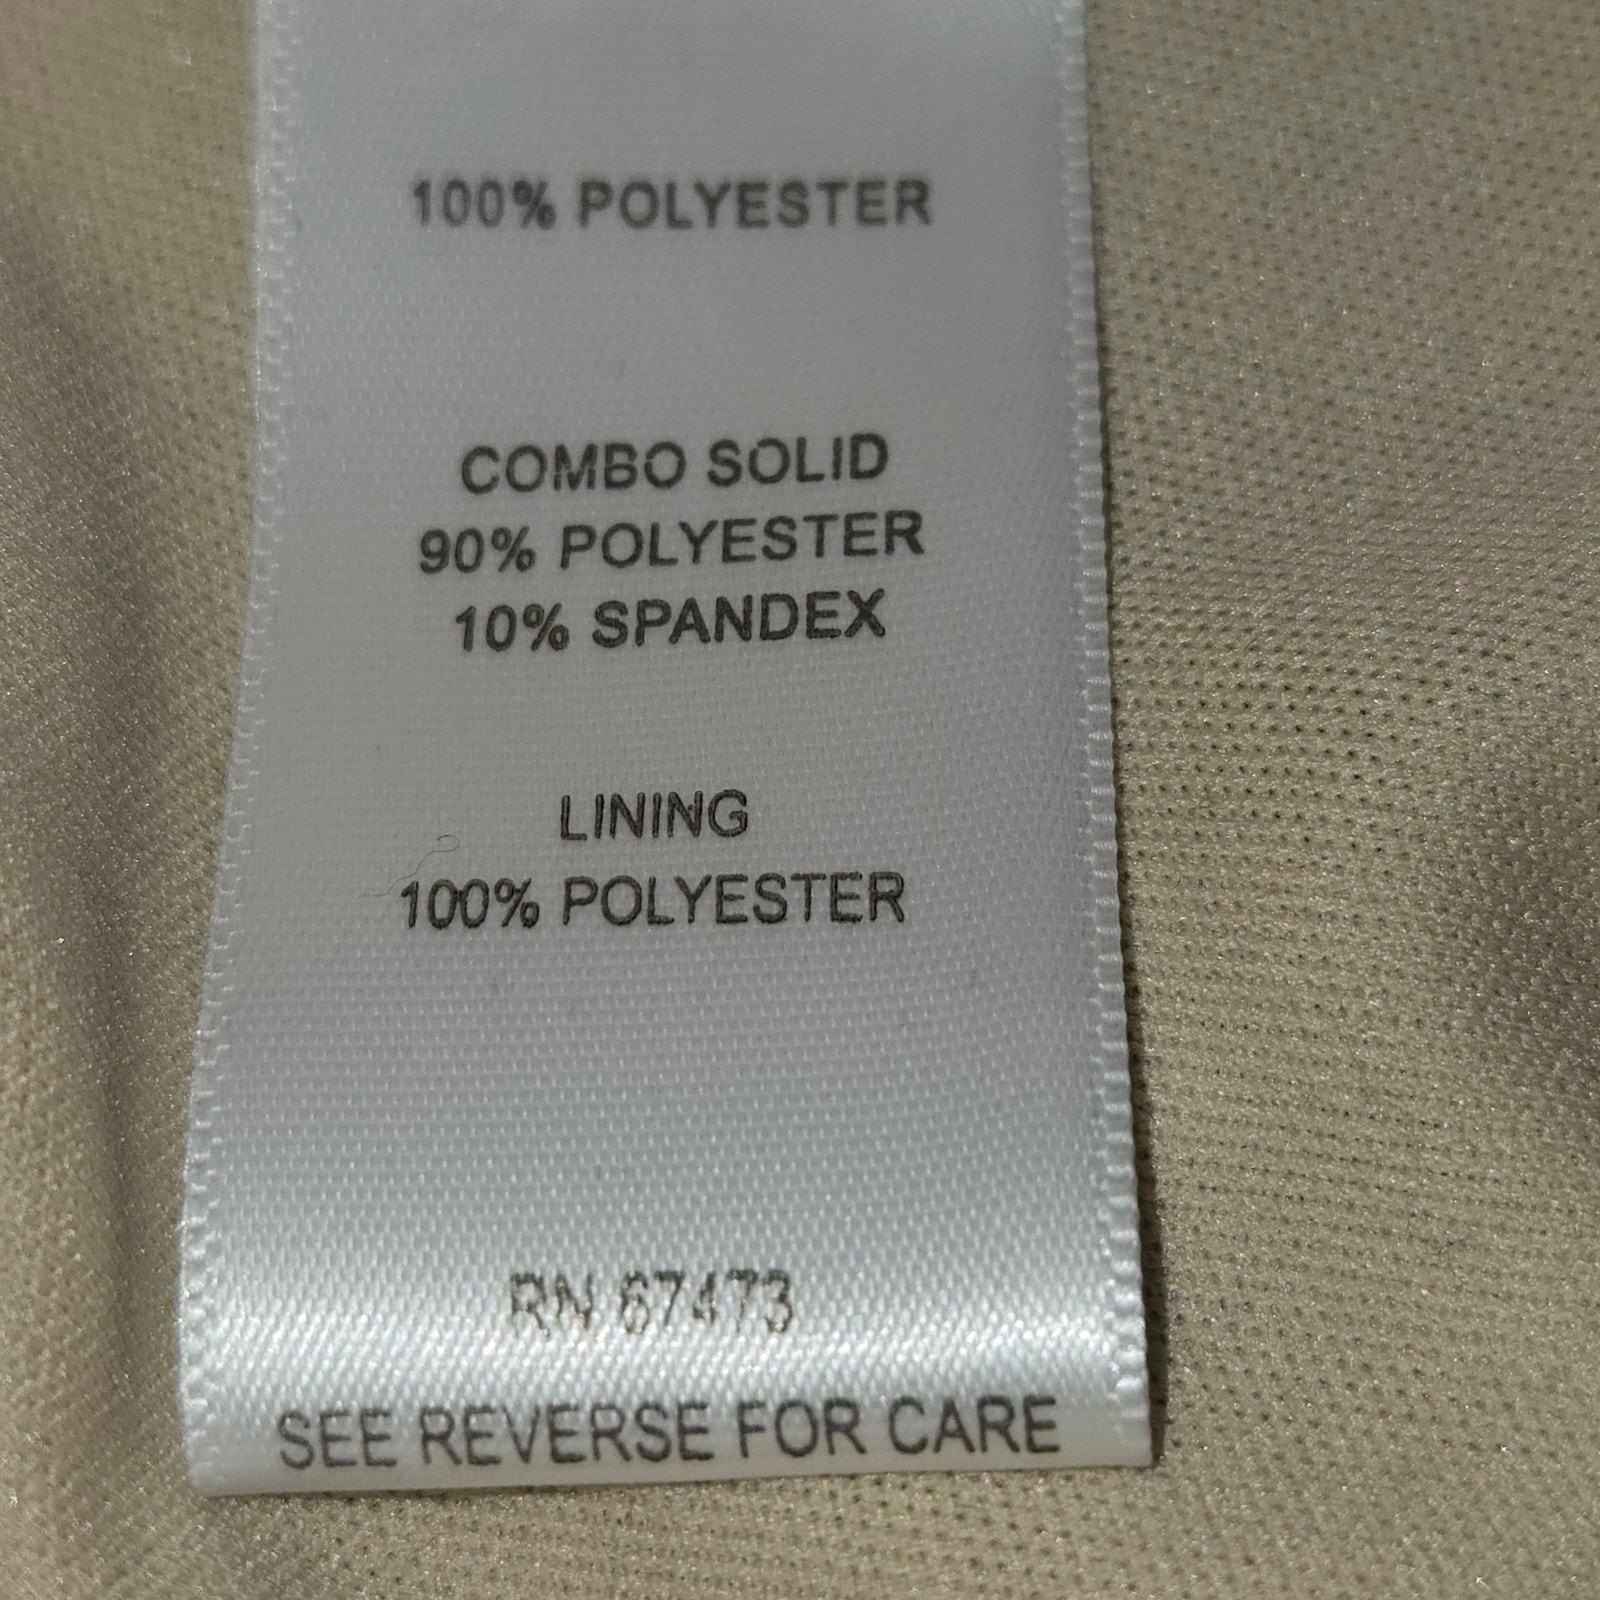 100% POLYESTER
COMBO SOLID
90% POLYESTER
10% SPANDEX
LINING
100% POLYESTER
RN 67473
SEE REVERSE FOR CARE